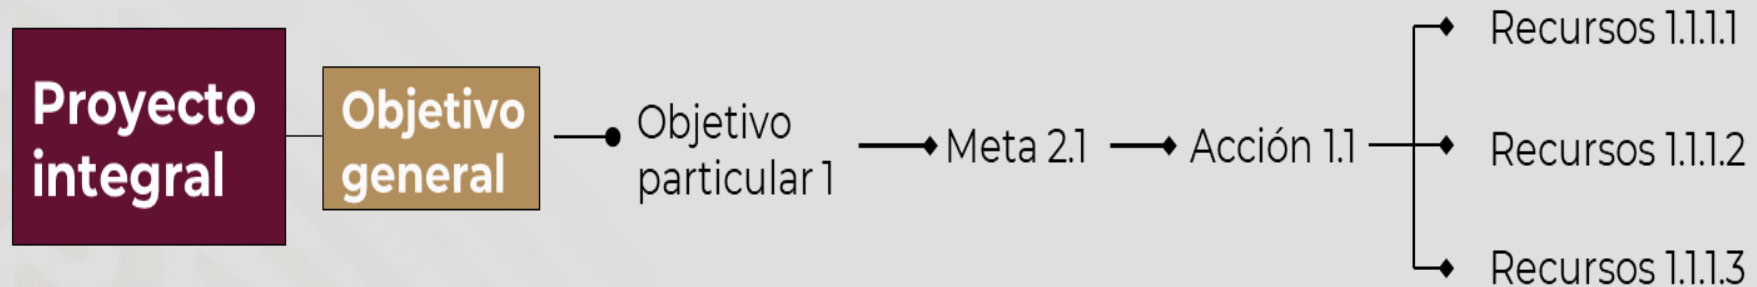 Proyecto
integral
Objetivo
general
Objetivo
particular 1
Meta 2.1
Acción 1.1
Recursos 1.1.1.1
Recursos 1.1.1.2
Recursos 1.1.1.3